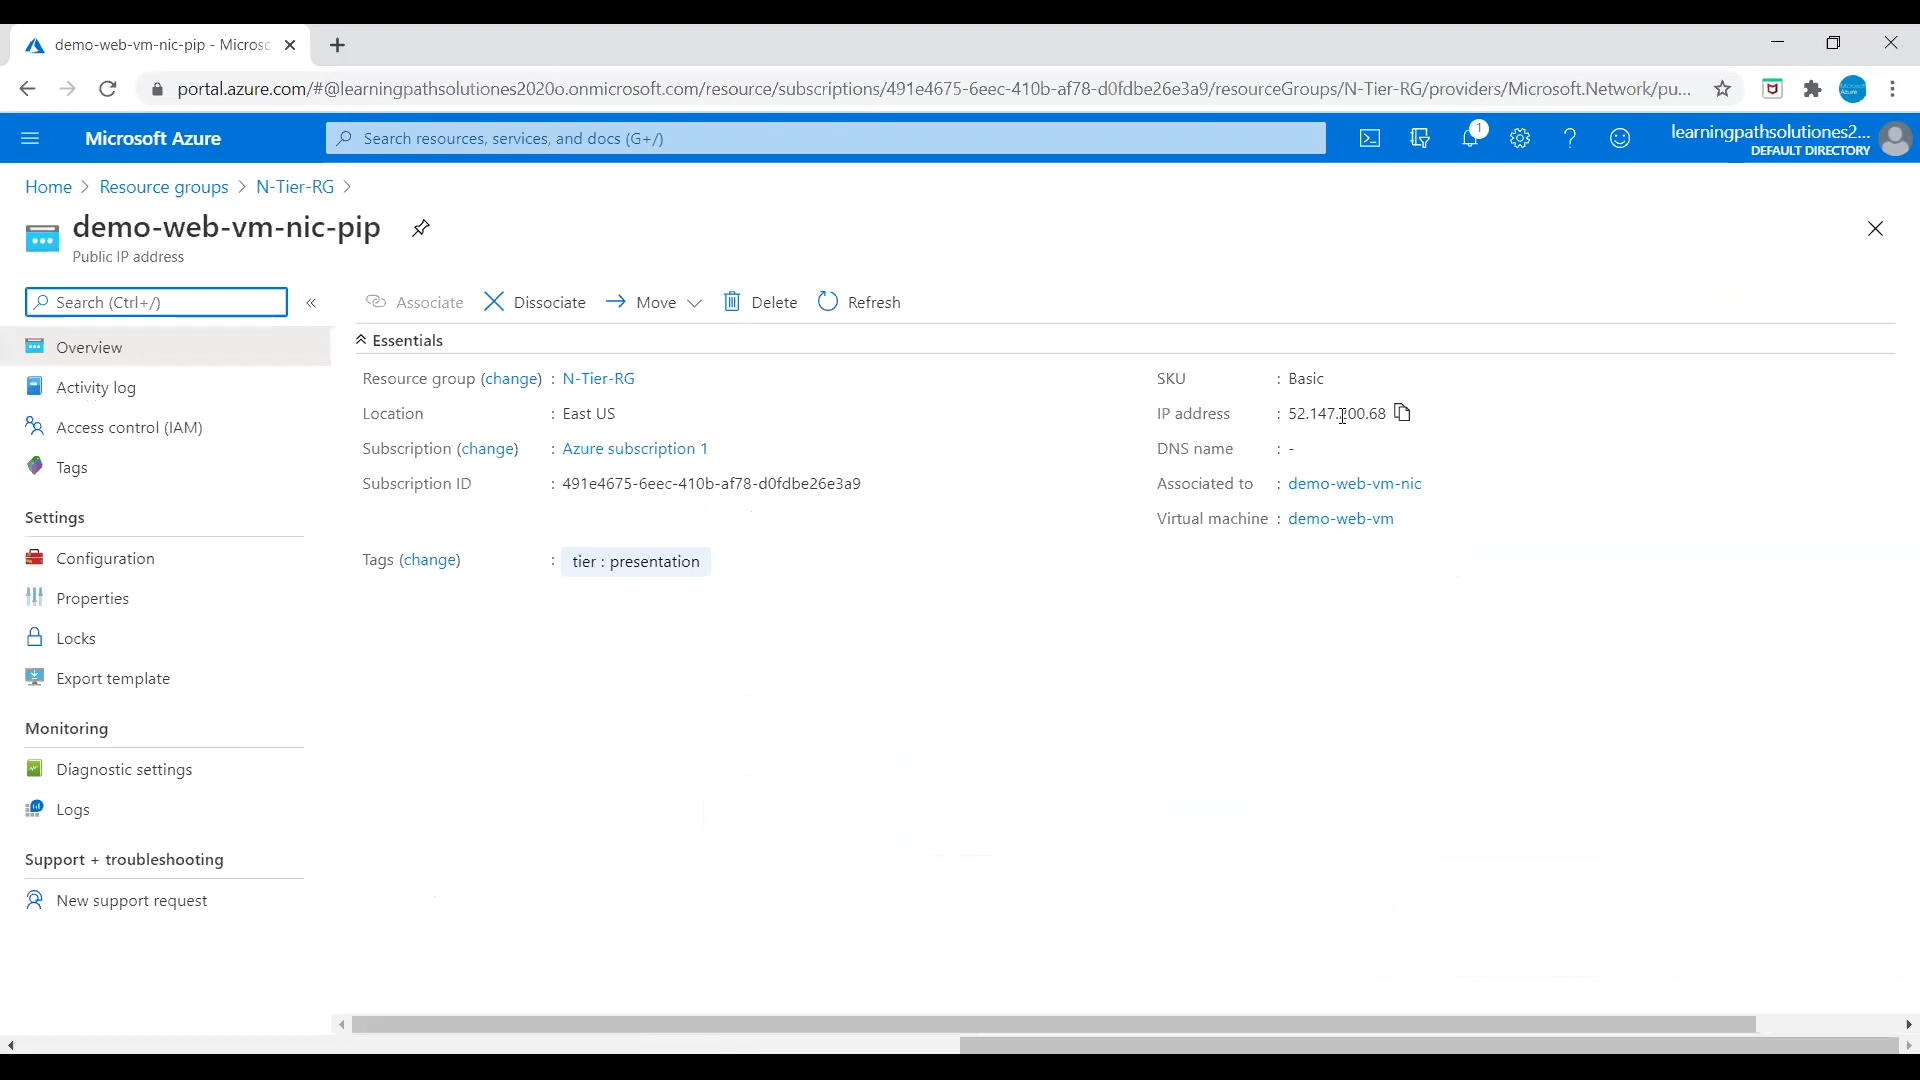 demo-web-vm-nic-pip - Microsc
portal.azure.com/#@learningpathsolutiones2020o.onmicrosoft.com/resource/subscriptions/491e4675-6eec-410b-af78-d0fdbe26e3a9/resourceGroups/N-Tier-RG/providers/Microsoft.Network/pu...
Microsoft Azure
Search resources, services, and docs (G+/)
1
learningpathsolutiones2...
DEFAULT DIRECTORY
Home > Resource groups > N-Tier-RG >
demo-web-vm-nic-pip
Public IP address
Search (Ctrl+/)
«
Associate
Dissociate
Move
Delete
Refresh
Overview
Activity log
Access control (IAM)
Tags
Settings
Configuration
Properties
Locks
Export template
Monitoring
Diagnostic settings
Logs
Support + troubleshooting
New support request
Essentials
Resource group (change) : N-Tier-RG
Location : East US
Subscription (change) : Azure subscription 1
Subscription ID : 491e4675-6eec-410b-af78-d0fdbe26e3a9
Tags (change) : tier : presentation
SKU : Basic
IP address :
DNS name : -
Associated to : demo-web-vm-nic
Virtual machine : demo-web-vm